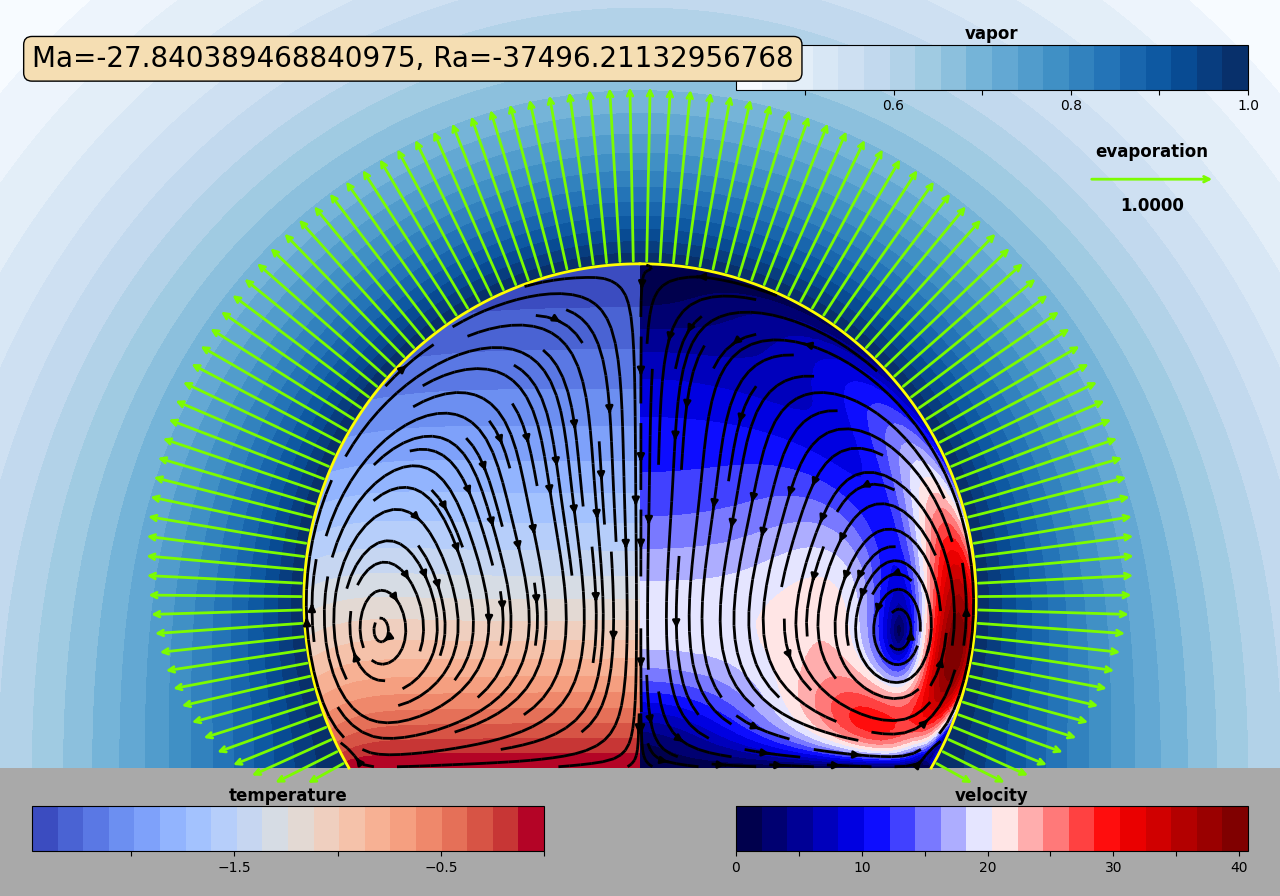 vapor
Ma=-27.840389468840975, Ra=-37496.21132956768
0.6 0.8 1.0
evaporation
1.0000
temperature velocity
−1.5 −0.5 0 10 20 30 40